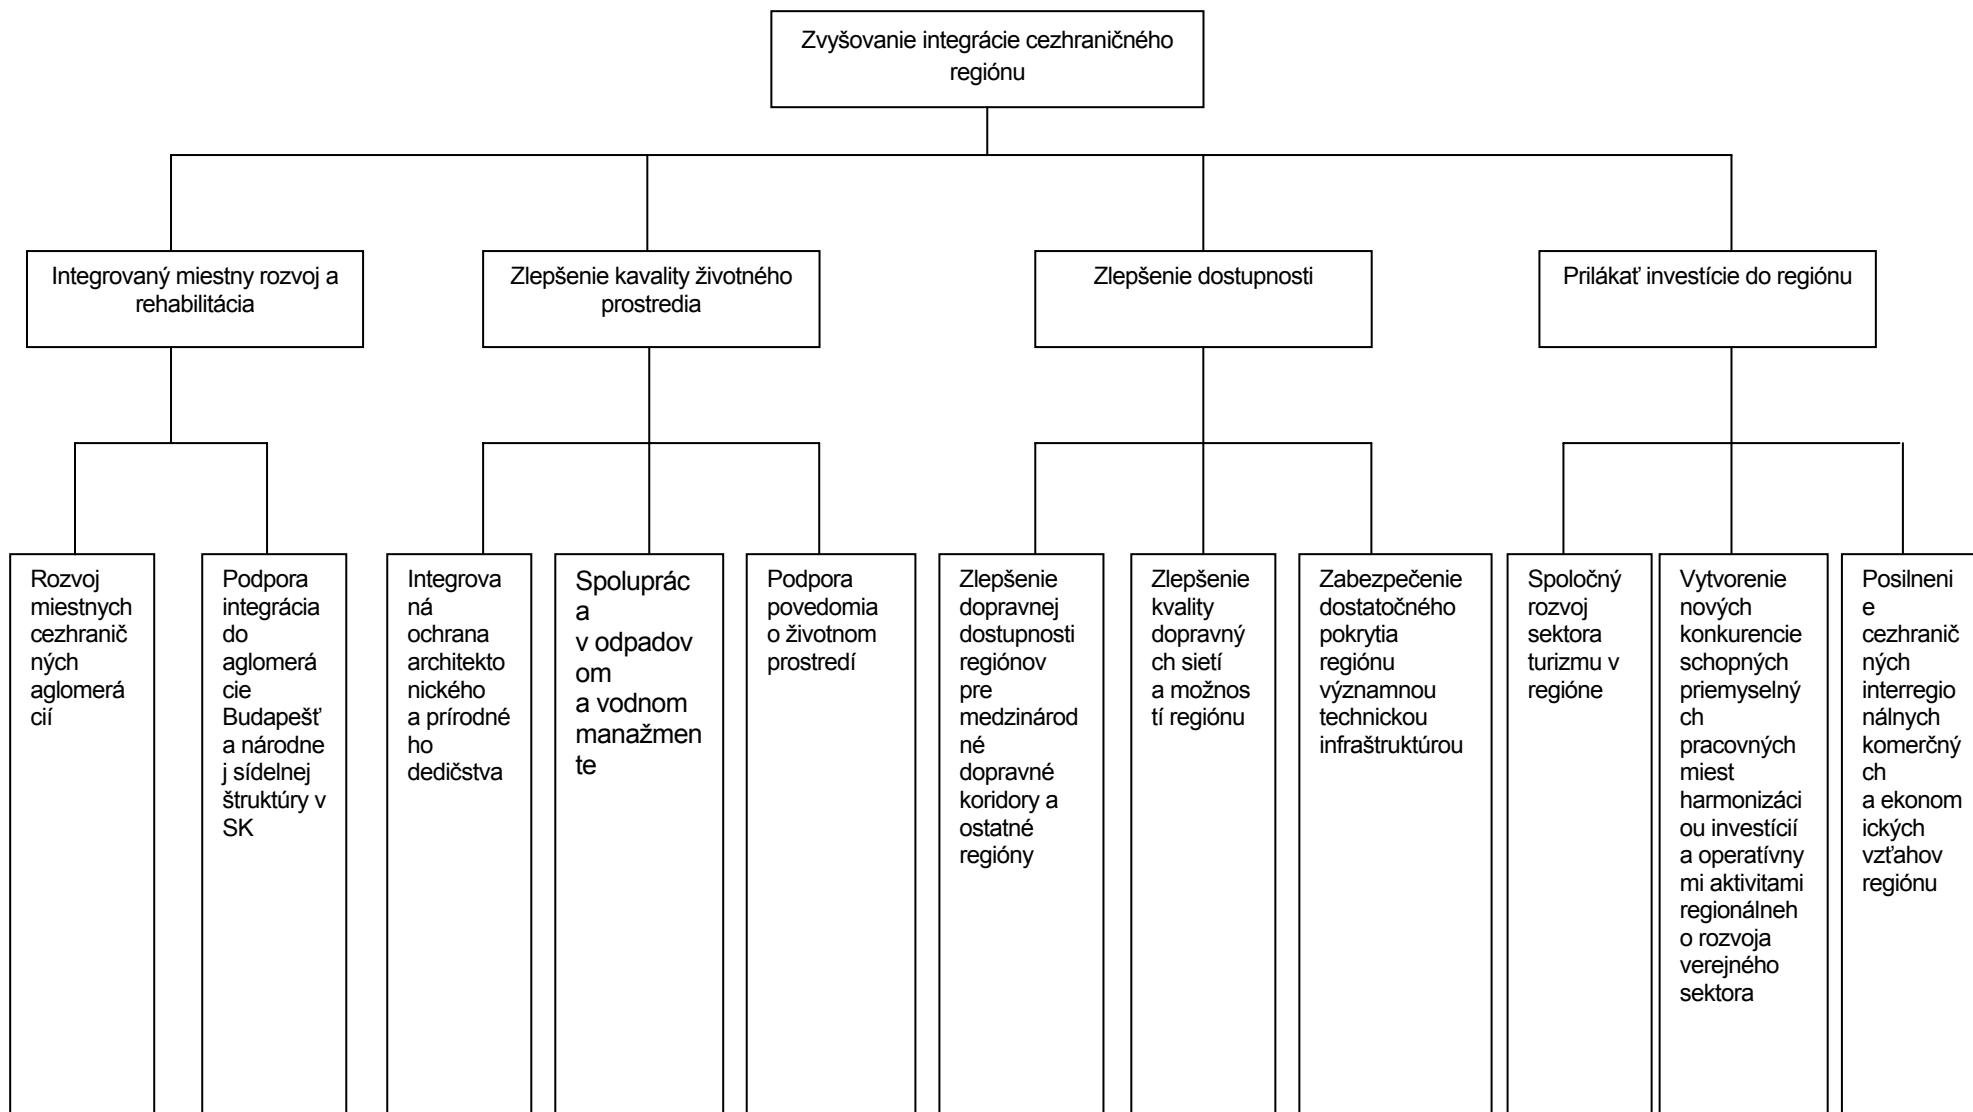 Zvyšovanie integrácie cezhraničného
regiónu
Integrovaný miestny rozvoj a
rehabilitácia
Zlepšenie kavality životného
prostredia
Zlepšenie dostupnosti
Prilákať investície do regiónu
Rozvoj
miestnych
cezhranič
ných
aglomerá
cií
Podpora
integrácia
do
aglomerá
cie
Budapešť
a národne
j sídelnej
štruktúry v
SK
Integrova
ná
ochrana
architekto
nického
a prírodné
ho
dedičstva
Spoluprác
a
v odpadov
om
a vodnom
manažmen
te
Podpora
povedomia
o životnom
prostredí
Zlepšenie
dopravnej
dostupnosti
regiónov
pre
medzinárod
né
dopravné
koridory a
ostatné
regióny
Zlepšenie
kvality
dopravný
ch sietí
a možnos
tí regiónu
Zabezpečenie
dostatočného
pokrytia
regiónu
významnou
technickou
infraštruktúrou
Spoločný
rozvoj
sektora
turizmu v
regióne
Vytvorenie
nových
konkurencie
schopných
priemyselný
ch
pracovných
miest
harmonizáci
ou investícií
a operatívny
mi aktivitami
regionálneh
o rozvoja
verejného
sektora
Posilneni
e
cezhranič
ných
interregio
nálnych
komerčný
ch
a ekonom
ických
vzťahov
regiónu